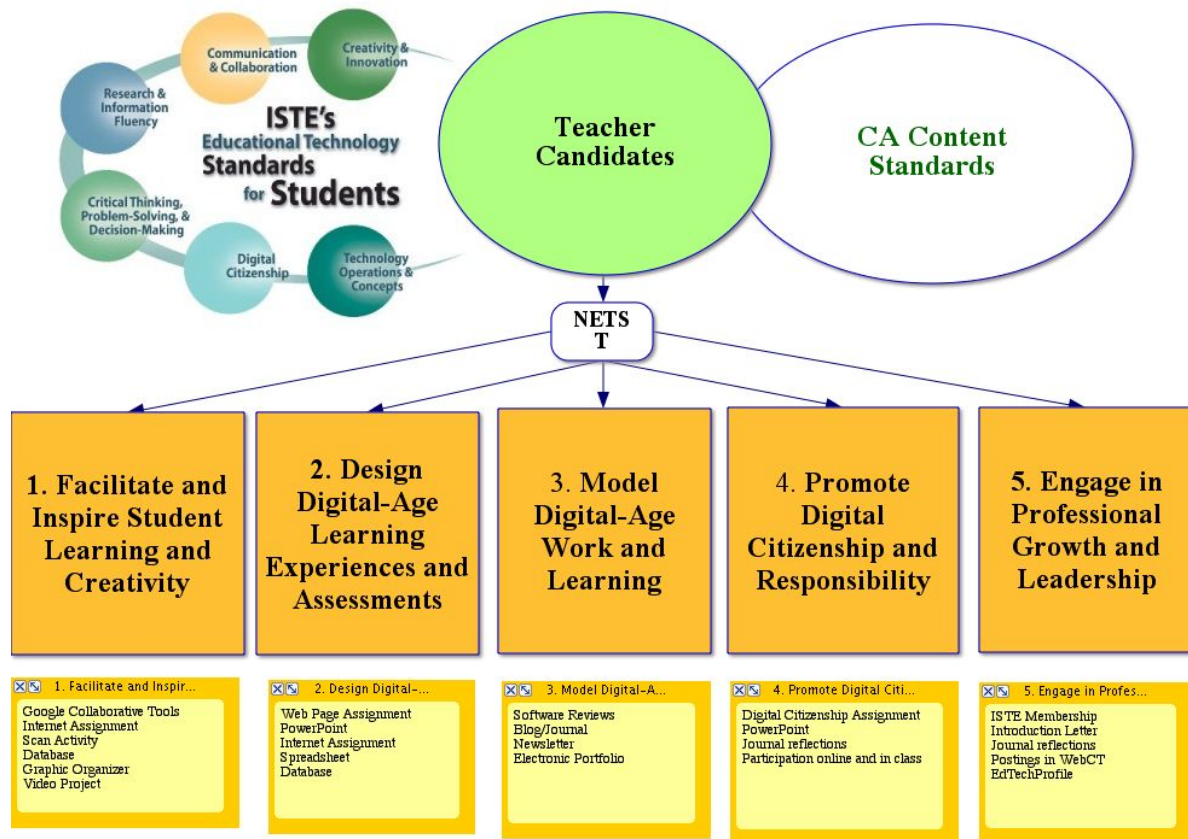 Communication
& Collaboration
Creativity &
Innovation
Research &
Information
Fluency
ISTE's
Educational Technology
Standards
for Students
Critical Thinking,
Problem-Solving, &
Decision-Making
Digital
Citizenship
Technology
Operations &
Concepts
Teacher
Candidates
CA Content
Standards
NETS
T
1. Facilitate and
Inspire Student
Learning and
Creativity
2. Design
Digital-Age
Learning
Experiences and
Assessments
3. Model
Digital-Age
Work and
Learning
4. Promote
Digital
Citizenship and
Responsibility
5. Engage in
Professional
Growth and
Leadership
1. Facilitate and Inspir...
Google Collaborative Tools
Internet Assignment
Scan Activity
Database
Graphic Organizer
Video Project
2. Design Digital-...
Web Page Assignment
PowerPoint
Internet Assignment
Spreadsheet
Database
3. Model Digital-A...
Software Reviews
Blog/Journal
Newsletter
Electronic Portfolio
4. Promote Digital Citi...
Digital Citizenship Assignment
PowerPoint
Journal reflections
Participation online and in class
5. Engage in Profes...
ISTE Membership
Introduction Letter
Journal reflections
Postings in WebCT
EdTechProfile